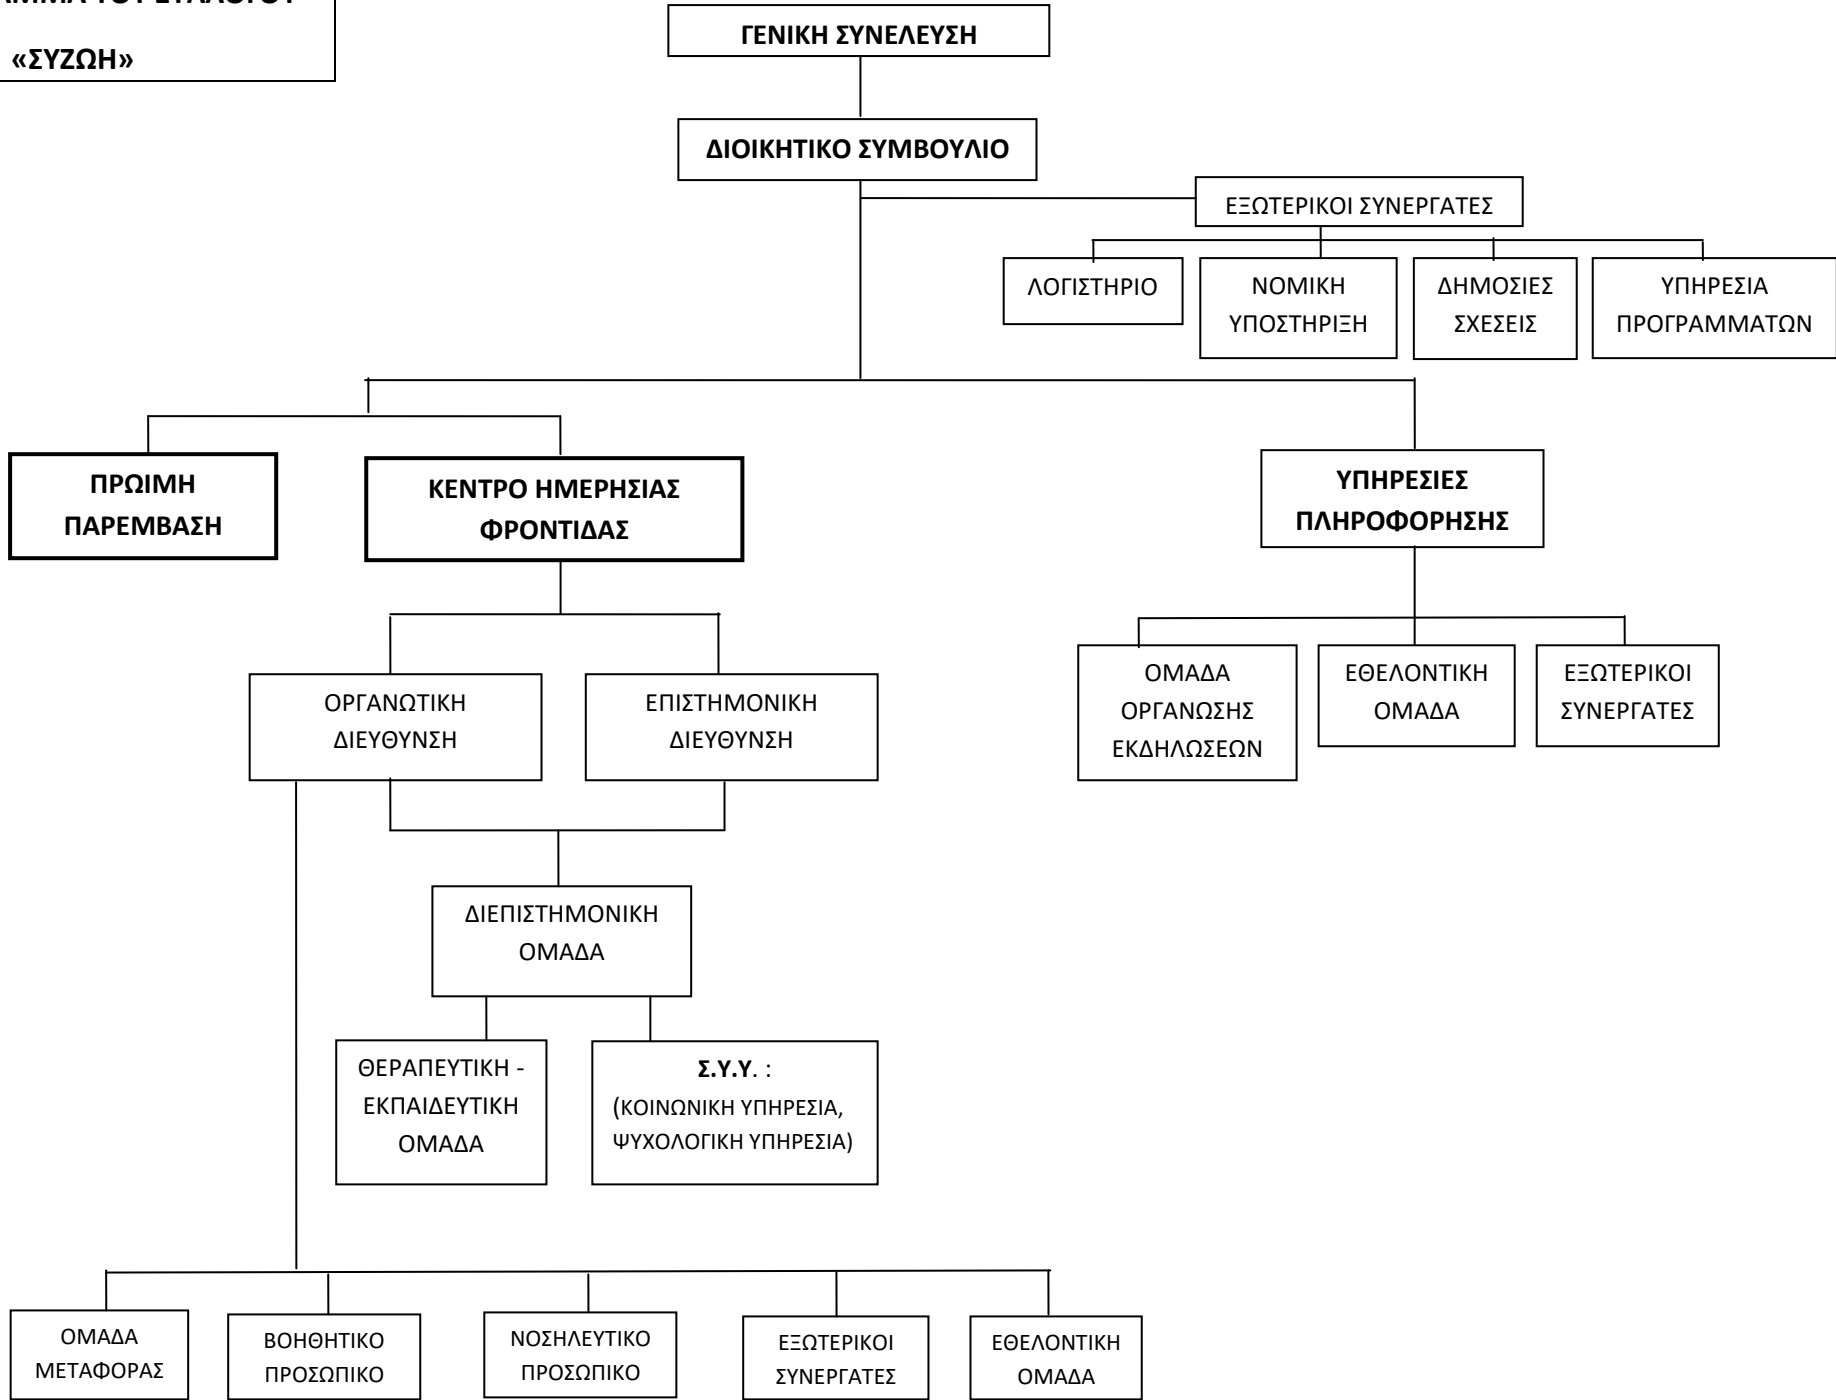 ΤΟΥ ΣΥΛΛΟΓΟΥ
«ΣΥΖΩΗ»
ΓΕΝΙΚΗ ΣΥΝΕΛΕΥΣΗ
ΔΙΟΙΚΗΤΙΚΟ ΣΥΜΒΟΥΛΙΟ
ΕΞΩΤΕΡΙΚΟΙ ΣΥΝΕΡΓΑΤΕΣ
ΛΟΓΙΣΤΗΡΙΟ
ΝΟΜΙΚΗ
ΥΠΟΣΤΗΡΙΞΗ
ΔΗΜΟΣΙΕΣ
ΣΧΕΣΕΙΣ
ΥΠΗΡΕΣΙΑ
ΠΡΟΓΡΑΜΜΑΤΩΝ
ΠΡΩΙΜΗ
ΠΑΡΕΜΒΑΣΗ
ΚΕΝΤΡΟ ΗΜΕΡΗΣΙΑΣ
ΦΡΟΝΤΙΔΑΣ
ΥΠΗΡΕΣΙΕΣ
ΠΛΗΡΟΦΟΡΗΣΗΣ
ΟΡΓΑΝΩΤΙΚΗ
ΔΙΕΥΘΥΝΣΗ
ΕΠΙΣΤΗΜΟΝΙΚΗ
ΔΙΕΥΘΥΝΣΗ
ΟΜΑΔΑ
ΟΡΓΑΝΩΣΗΣ
ΕΚΔΗΛΩΣΕΩΝ
ΕΘΕΛΟΝΤΙΚΗ
ΟΜΑΔΑ
ΕΞΩΤΕΡΙΚΟΙ
ΣΥΝΕΡΓΑΤΕΣ
ΔΙΕΠΙΣΤΗΜΟΝΙΚΗ
ΟΜΑΔΑ
ΘΕΡΑΠΕΥΤΙΚΗ -
ΕΚΠΑΙΔΕΥΤΙΚΗ
ΟΜΑΔΑ
Σ.Υ.Υ. :
(ΚΟΙΝΩΝΙΚΗ ΥΠΗΡΕΣΙΑ,
ΨΥΧΟΛΟΓΙΚΗ ΥΠΗΡΕΣΙΑ)
ΟΜΑΔΑ
ΜΕΤΑΦΟΡΑΣ
ΒΟΗΘΗΤΙΚΟ
ΠΡΟΣΩΠΙΚΟ
ΝΟΣΗΛΕΥΤΙΚΟ
ΠΡΟΣΩΠΙΚΟ
ΕΞΩΤΕΡΙΚΟΙ
ΣΥΝΕΡΓΑΤΕΣ
ΕΘΕΛΟΝΤΙΚΗ
ΟΜΑΔΑ